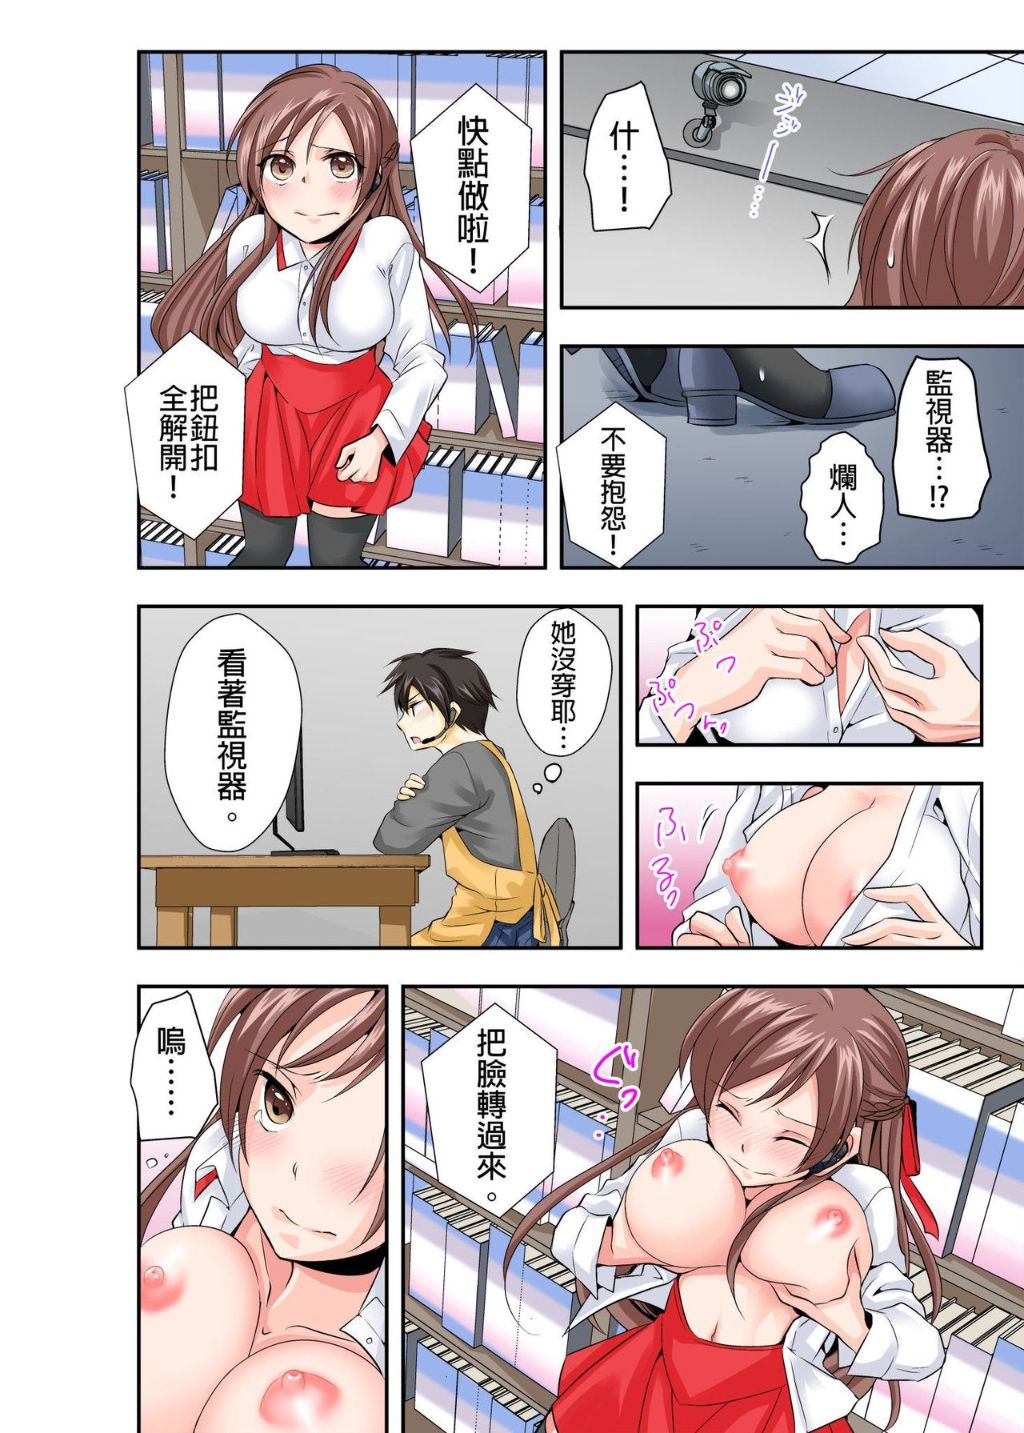 什…！
ジジー…
監視器…!?
爛人…
不要抱怨！
快點做啦！
把鈕扣
全解開！
ぷつ
ぷつッ
ふるっ
她沒穿耶…
看著監視器。
把臉轉過來。
ぐっ…
嗚……